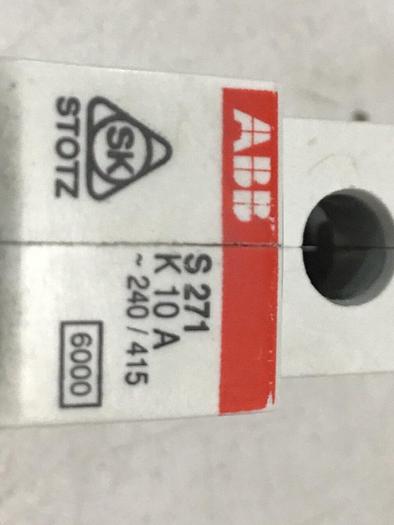 ABB
SK
STOTZ
S 271
K 10 A
~ 240 / 415
6000